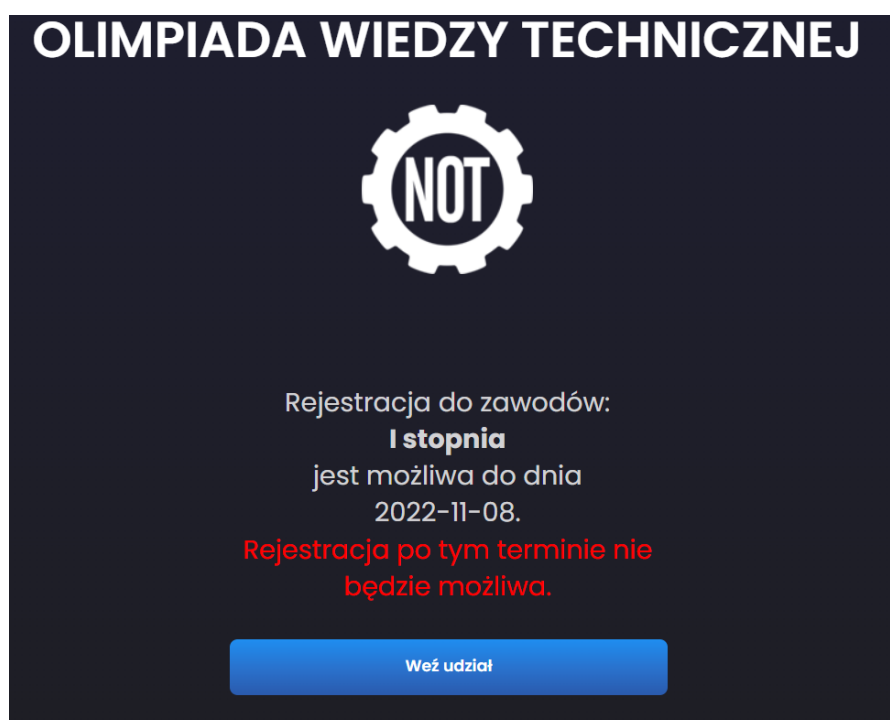 OLIMPIADA WIEDZY TECHNICZNEJ
NOT
Rejestracja do zawodów:
I stopnia
jest możliwa do dnia
2022-11-08.
Rejestracja po tym terminie nie
będzie możliwa.
Weź udział